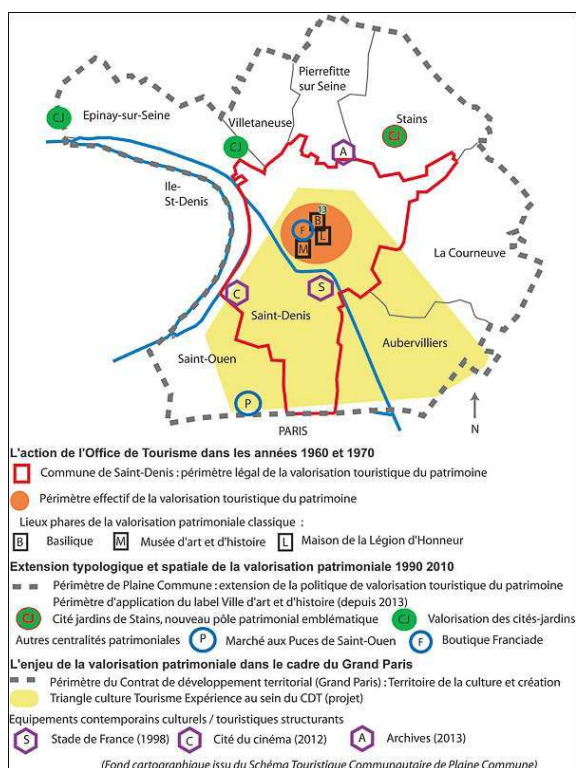 Pierrefitte
sur Seine
CJ
Epinay-sur-Seine
Villetaneuse
Stains
CJ
CJ
A
Ile-
St-Denis
13
B
F
L
M
La Courneuve
C
S
Saint-Denis
Aubervilliers
Saint-Ouen
P
PARIS
N
L'action de l'Office de Tourisme dans les années 1960 et 1970
Commune de Saint-Denis : périmètre légal de la valorisation touristique du patrimoine
Périmètre effectif de la valorisation touristique du patrimoine
Lieux phares de la valorisation patrimoniale classique :
B Basilique M Musée d'art et d'histoire L Maison de la Légion d'Honneur
Extension typologique et spatiale de la valorisation patrimoniale 1990 2010
Périmètre de Plaine Commune : extension de la politique de valorisation touristique du patrimoine
Périmètre d'application du label Ville d'art et d'histoire (depuis 2013)
CJ Cité jardins de Stains, nouveau pôle patrimonial emblématique CJ Valorisation des cités-jardins
Autres centralités patrimoniales P Marché aux Puces de Saint-Ouen F Boutique Franciade
L'enjeu de la valorisation patrimoniale dans le cadre du Grand Paris
Périmètre du Contrat de développement territorial (Grand Paris) : Territoire de la culture et création
Triangle culture Tourisme Expérience au sein du CDT (projet)
Equipements contemporains culturels / touristiques structurants
S Stade de France (1998) C Cité du cinéma (2012) A Archives (2013)
(Fond cartographique issu du Schéma Touristique Communautaire de Plaine Commune)